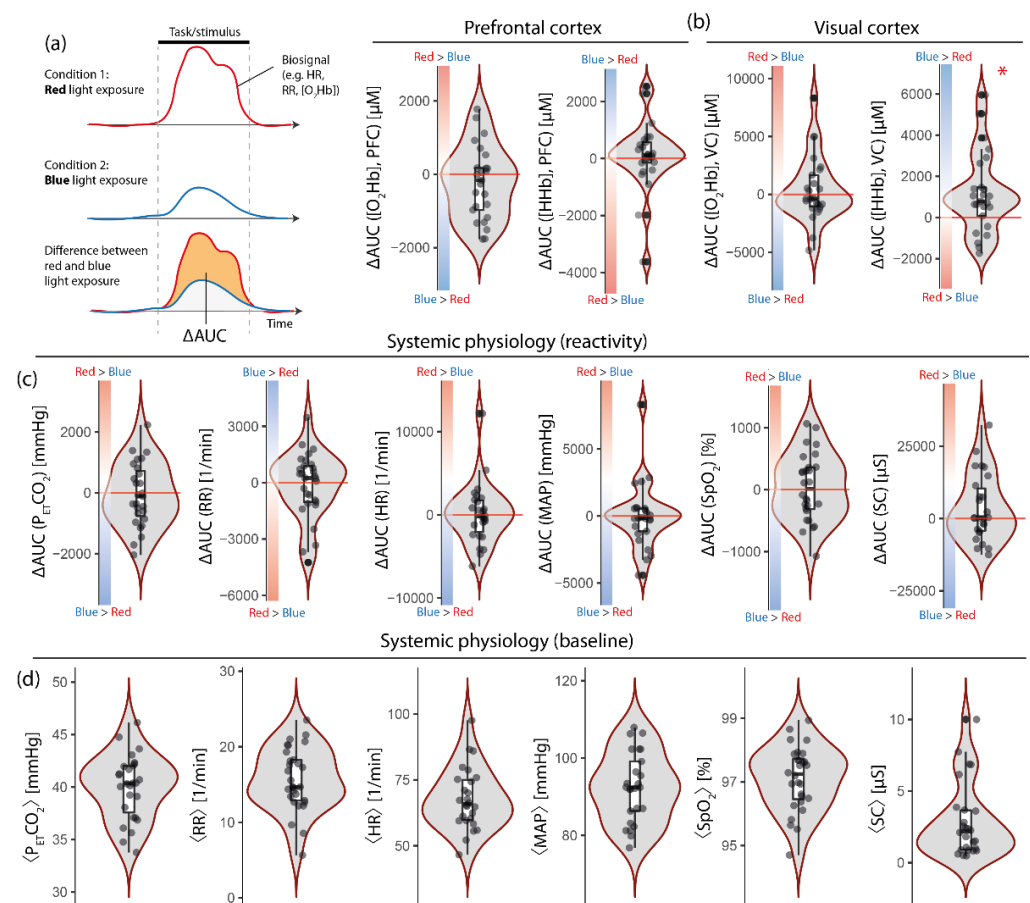 (a)
Task/stimulus
Condition 1:
Red light exposure
Biosignal
(e.g. HR,
RR, [O₂Hb])
Condition 2:
Blue light exposure
Difference between
red and blue
light exposure
Time
ΔAUC
Prefrontal cortex
Red > Blue
ΔAUC ([O₂Hb], PFC) [μM]
2000
0
−2000
Blue > Red
Blue > Red
ΔAUC ([HHb], PFC) [μM]
2000
0
−2000
−4000
Red > Blue
(b)
Visual cortex
Red > Blue
ΔAUC ([O₂Hb], VC) [μM]
10000
5000
0
−5000
Blue > Red
Blue > Red
*
ΔAUC ([HHb], VC) [μM]
6000
4000
2000
0
−2000
Red > Blue
Systemic physiology (reactivity)
(c)
Red > Blue
ΔAUC (PETCO₂) [mmHg]
2000
0
−2000
Blue > Red
Blue > Red
ΔAUC (RR) [1/min]
3000
0
−3000
−6000
Red > Blue
Red > Blue
ΔAUC (HR) [1/min]
10000
0
−10000
Blue > Red
Red > Blue
ΔAUC (MAP) [mmHg]
5000
0
−5000
Blue > Red
Red > Blue
ΔAUC (SpO₂) [%]
1000
0
−1000
Blue > Red
Red > Blue
ΔAUC (SC) [μS]
25000
0
−25000
Blue > Red
Systemic physiology (baseline)
(d)
⟨PETCO₂⟩ [mmHg]
50
45
40
35
30
⟨RR⟩ [1/min]
30
20
10
0
⟨HR⟩ [1/min]
100
75
50
⟨MAP⟩ [mmHg]
120
100
80
⟨SpO₂⟩ [%]
99
97
95
⟨SC⟩ [μS]
10
5
0